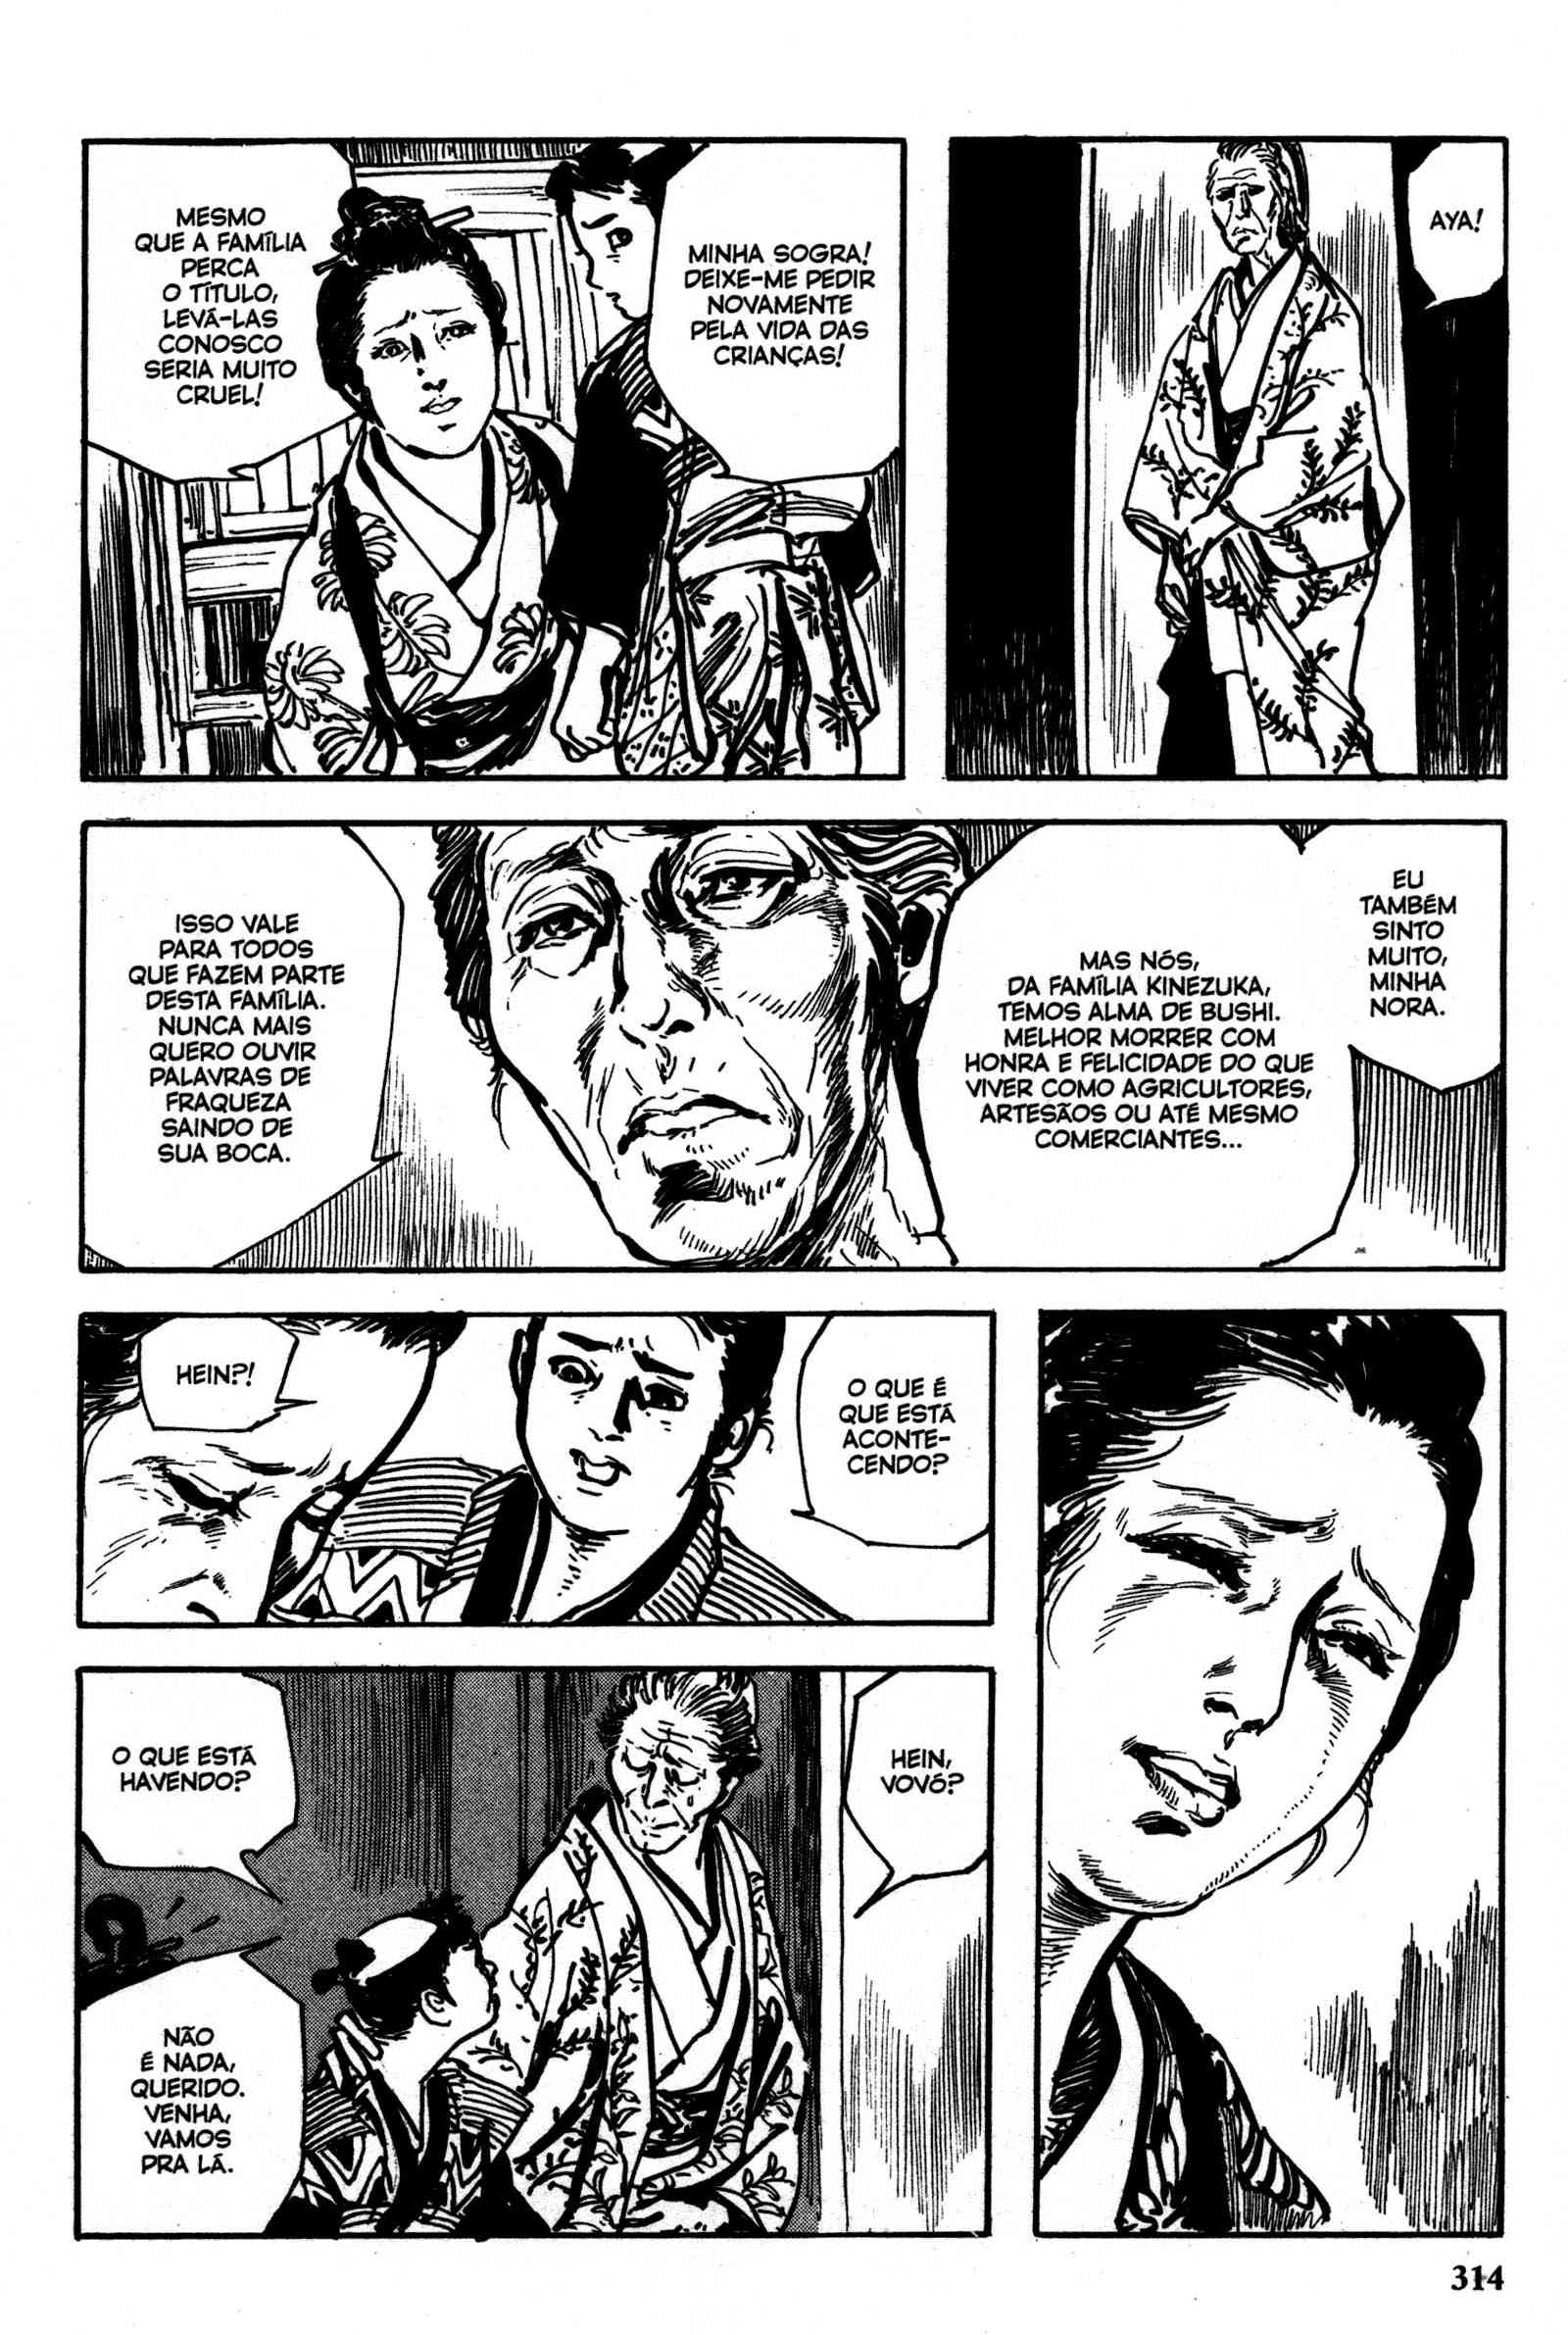 AYA!
MINHA SOGRA!
DEIXE-ME PEDIR
NOVAMENTE
PELA VIDA DAS
CRIANÇAS!
MESMO
QUE A FAMÍLIA
PERCA
O TÍTULO,
LEVÁ-LAS
CONOSCO
SERIA MUITO
CRUEL!
EU
TAMBÉM
SINTO
MUITO,
MINHA
NORA.
MAS NÓS,
DA FAMÍLIA KINEZUKA,
TEMOS ALMA DE BUSHI.
MELHOR MORRER COM
HONRA E FELICIDADE DO QUE
VIVER COMO AGRICULTORES,
ARTESÃOS OU ATÉ MESMO
COMERCIANTES...
ISSO VALE
PARA TODOS
QUE FAZEM PARTE
DESTA FAMÍLIA.
NUNCA MAIS
QUERO OUVIR
PALAVRAS DE
FRAQUEZA
SAINDO DE
SUA BOCA.
O QUE É
QUE ESTÁ
ACONTE-
CENDO?
HEIN?!
HEIN,
VOVÓ?
O QUE ESTÁ
HAVENDO?
NÃO
É NADA,
QUERIDO.
VENHA,
VAMOS
PRA LÁ.
314